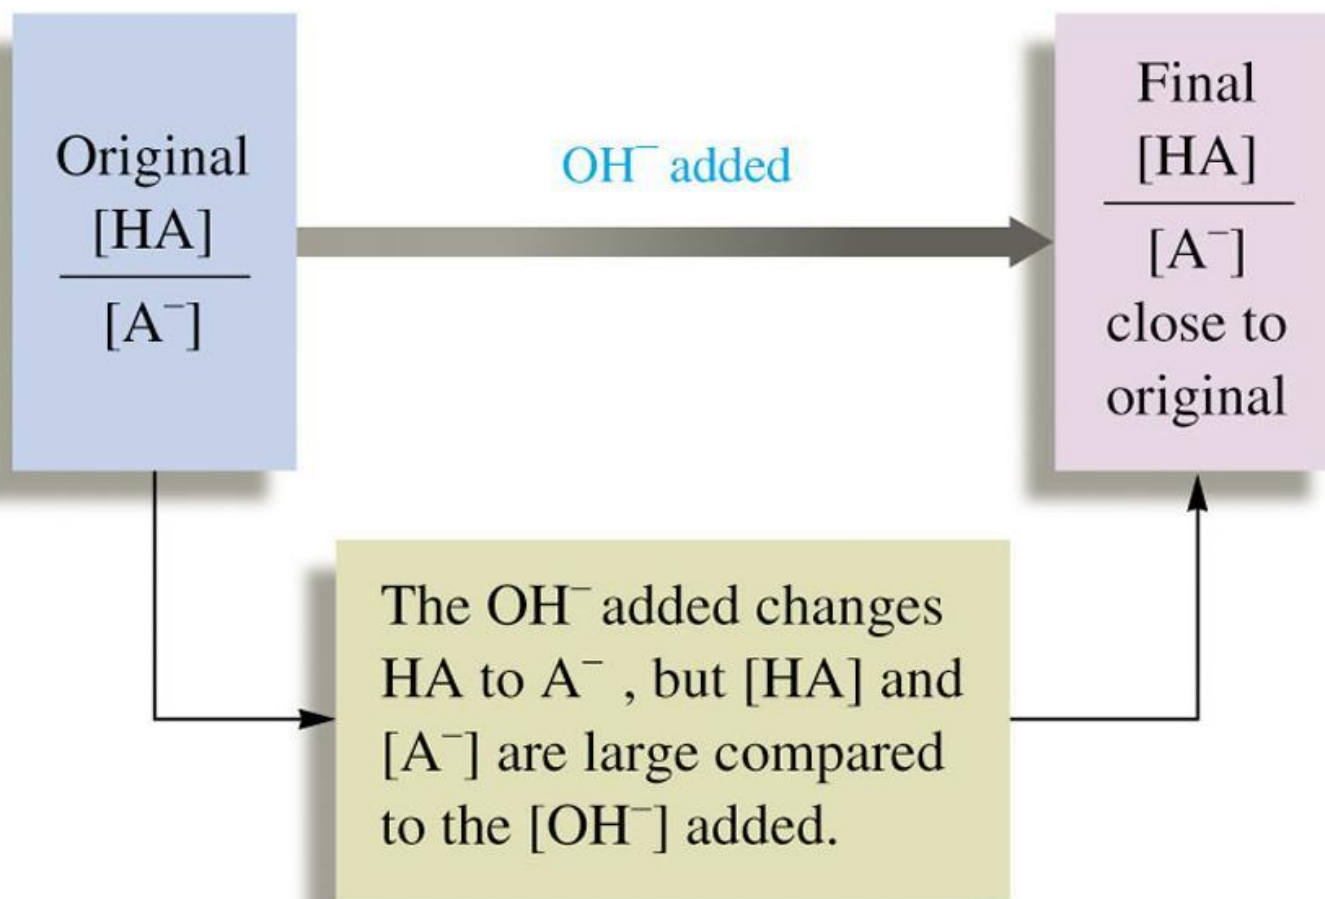 Original
[HA]
[A⁻]
OH⁻ added
Final
[HA]
[A⁻]
close to
original
The OH⁻ added changes
HA to A⁻ , but [HA] and
[A⁻] are large compared
to the [OH⁻] added.